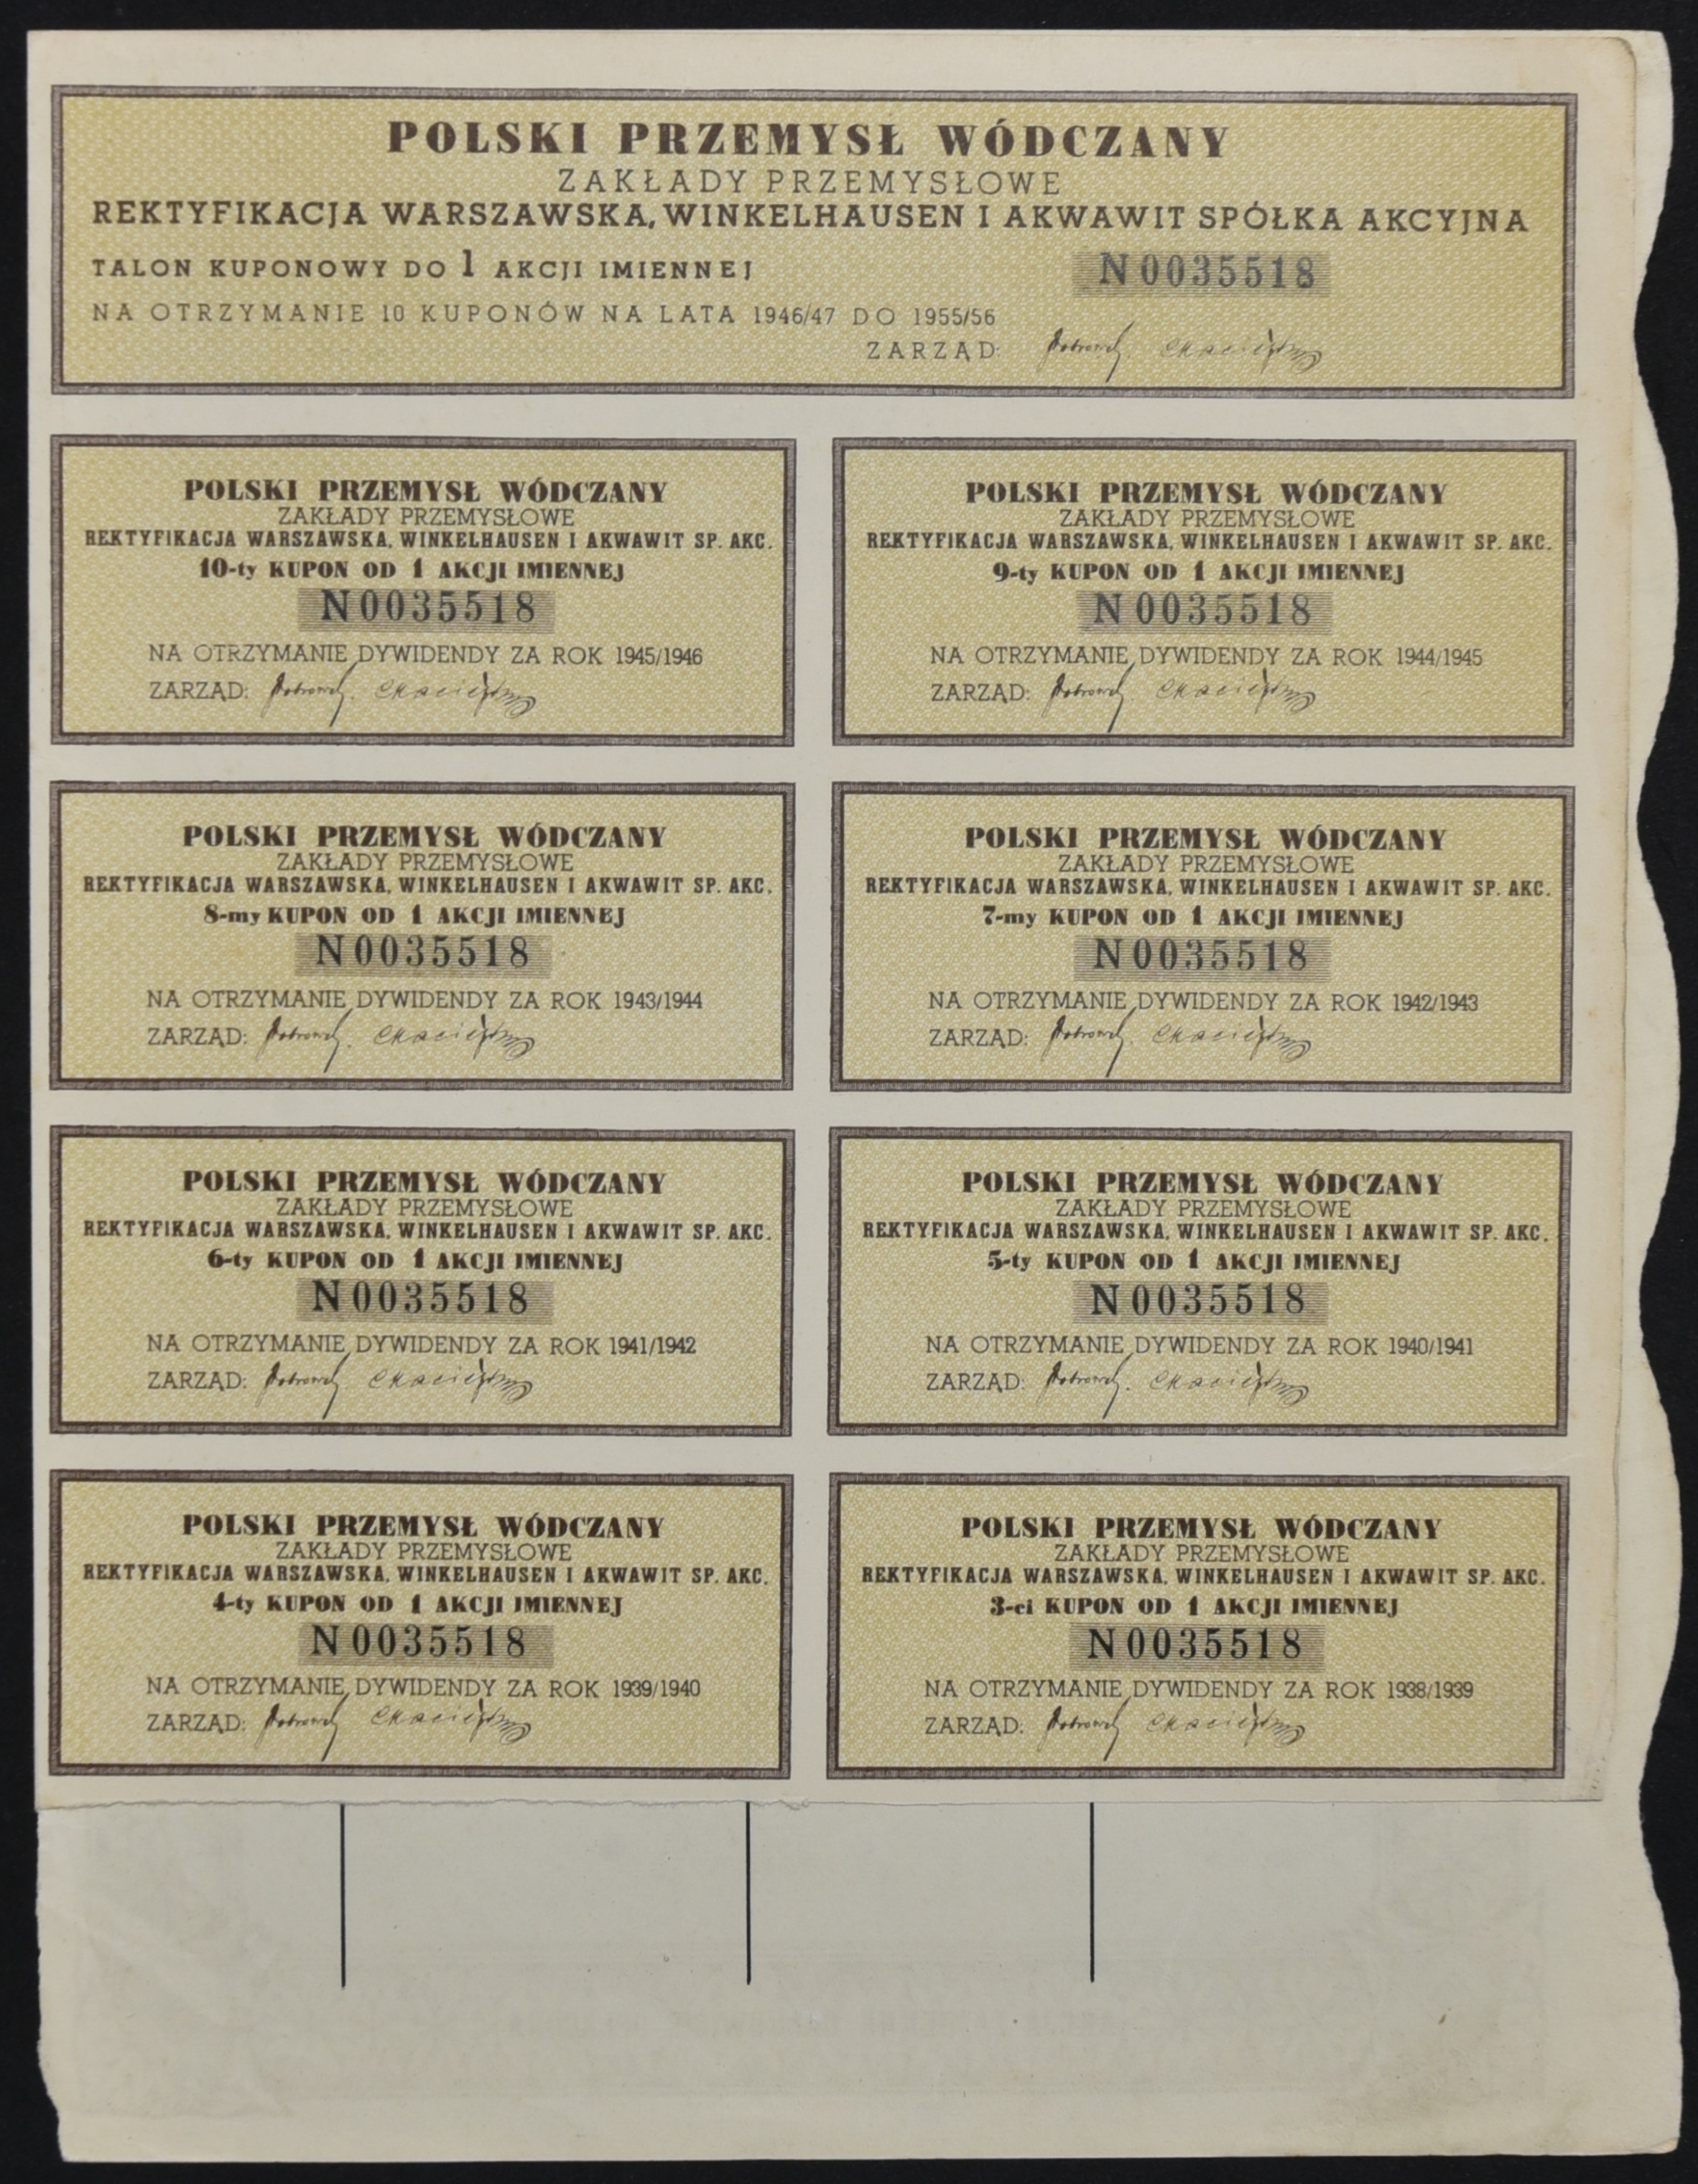 POLSKI PRZEMYSŁ WÓDCZANY
ZAKŁADY PRZEMYSŁOWE
REKTYFIKACJA WARSZAWSKA, WINKELHAUSEN I AKWAWIT SPÓŁKA AKCYJNA
TALON KUPONOWY DO 1 AKCJI IMIENNEJ N0035518
NA OTRZYMANIE 10 KUPONÓW NA LATA 1946/47 DO 1955/56
ZARZĄD:
POLSKI PRZEMYSŁ WÓDCZANY
ZAKŁADY PRZEMYSŁOWE
REKTYFIKACJA WARSZAWSKA, WINKELHAUSEN I AKWAWIT SP. AKC.
10-ty KUPON OD 1 AKCJI IMIENNEJ
N0035518
NA OTRZYMANIE DYWIDENDY ZA ROK 1945/1946
ZARZĄD:
POLSKI PRZEMYSŁ WÓDCZANY
ZAKŁADY PRZEMYSŁOWE
REKTYFIKACJA WARSZAWSKA, WINKELHAUSEN I AKWAWIT SP. AKC.
9-ty KUPON OD 1 AKCJI IMIENNEJ
N0035518
NA OTRZYMANIE DYWIDENDY ZA ROK 1944/1945
ZARZĄD:
POLSKI PRZEMYSŁ WÓDCZANY
ZAKŁADY PRZEMYSŁOWE
REKTYFIKACJA WARSZAWSKA, WINKELHAUSEN I AKWAWIT SP. AKC.
8-my KUPON OD 1 AKCJI IMIENNEJ
N0035518
NA OTRZYMANIE DYWIDENDY ZA ROK 1943/1944
ZARZĄD:
POLSKI PRZEMYSŁ WÓDCZANY
ZAKŁADY PRZEMYSŁOWE
REKTYFIKACJA WARSZAWSKA, WINKELHAUSEN I AKWAWIT SP. AKC.
7-my KUPON OD 1 AKCJI IMIENNEJ
N0035518
NA OTRZYMANIE DYWIDENDY ZA ROK 1942/1943
ZARZĄD:
POLSKI PRZEMYSŁ WÓDCZANY
ZAKŁADY PRZEMYSŁOWE
REKTYFIKACJA WARSZAWSKA, WINKELHAUSEN I AKWAWIT SP. AKC.
6-ty KUPON OD 1 AKCJI IMIENNEJ
N0035518
NA OTRZYMANIE DYWIDENDY ZA ROK 1941/1942
ZARZĄD:
POLSKI PRZEMYSŁ WÓDCZANY
ZAKŁADY PRZEMYSŁOWE
REKTYFIKACJA WARSZAWSKA, WINKELHAUSEN I AKWAWIT SP. AKC.
5-ty KUPON OD 1 AKCJI IMIENNEJ
N0035518
NA OTRZYMANIE DYWIDENDY ZA ROK 1940/1941
ZARZĄD:
POLSKI PRZEMYSŁ WÓDCZANY
ZAKŁADY PRZEMYSŁOWE
REKTYFIKACJA WARSZAWSKA, WINKELHAUSEN I AKWAWIT SP. AKC.
4-ty KUPON OD 1 AKCJI IMIENNEJ
N0035518
NA OTRZYMANIE DYWIDENDY ZA ROK 1939/1940
ZARZĄD:
POLSKI PRZEMYSŁ WÓDCZANY
ZAKŁADY PRZEMYSŁOWE
REKTYFIKACJA WARSZAWSKA, WINKELHAUSEN I AKWAWIT SP. AKC.
3-ci KUPON OD 1 AKCJI IMIENNEJ
N0035518
NA OTRZYMANIE DYWIDENDY ZA ROK 1938/1939
ZARZĄD: